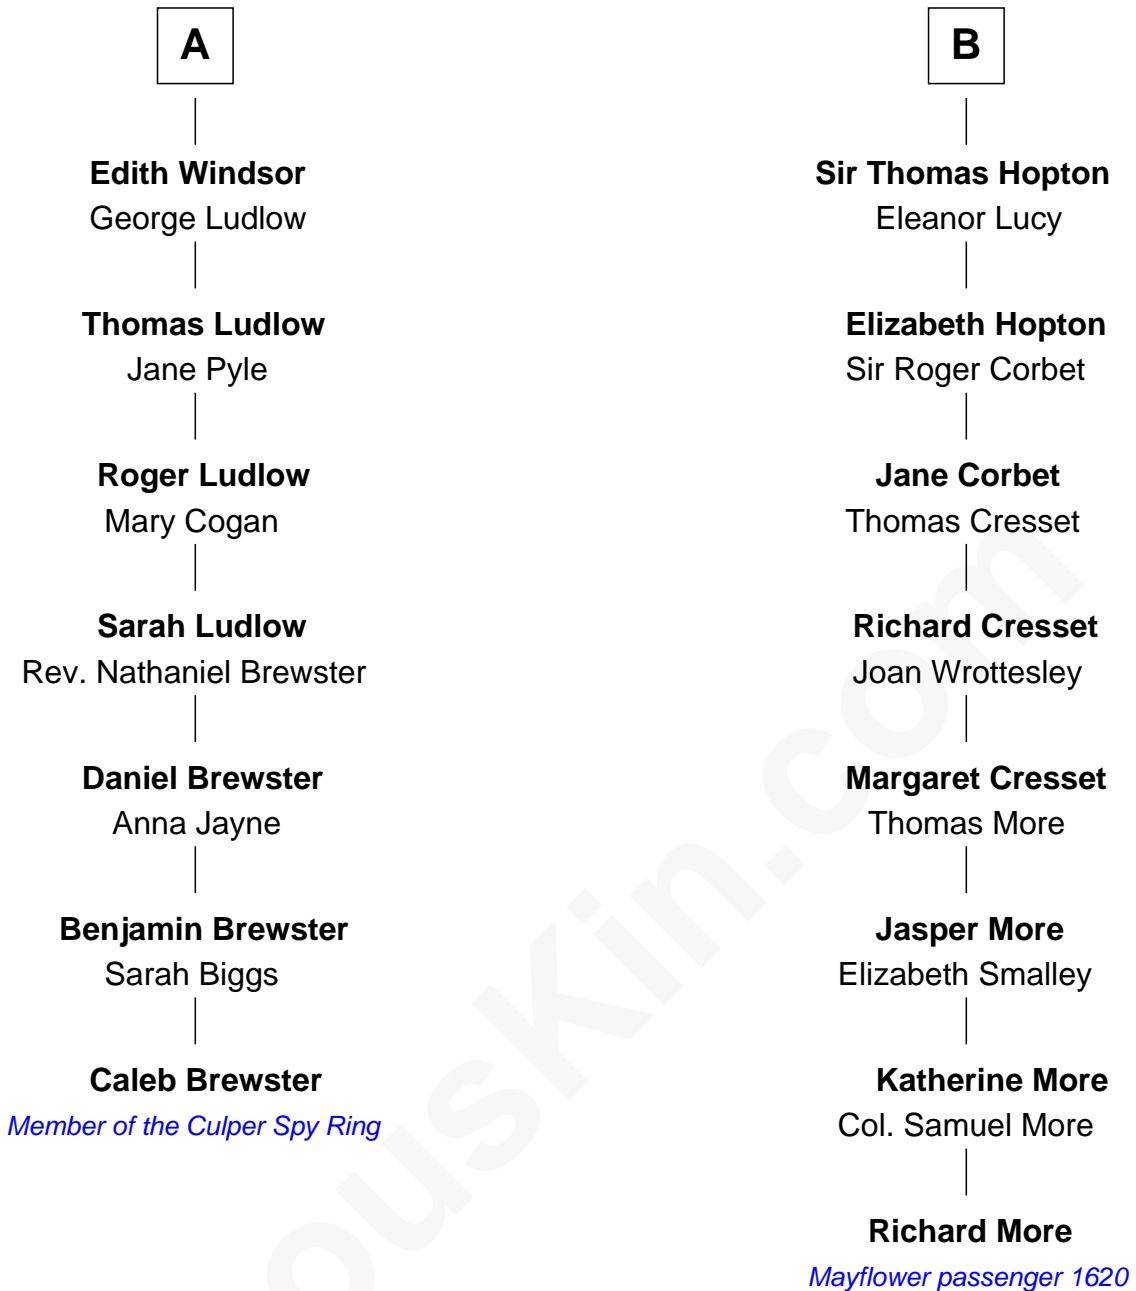 A
Edith Windsor
George Ludlow
Thomas Ludlow
Jane Pyle
Roger Ludlow
Mary Cogan
Sarah Ludlow
Rev. Nathaniel Brewster
Daniel Brewster
Anna Jayne
Benjamin Brewster
Sarah Biggs
Caleb Brewster
Member of the Culper Spy Ring
B
Sir Thomas Hopton
Eleanor Lucy
Elizabeth Hopton
Sir Roger Corbet
Jane Corbet
Thomas Cresset
Richard Cresset
Joan Wrottesley
Margaret Cresset
Thomas More
Jasper More
Elizabeth Smalley
Katherine More
Col. Samuel More
Richard More
Mayflower passenger 1620
ousKin.com